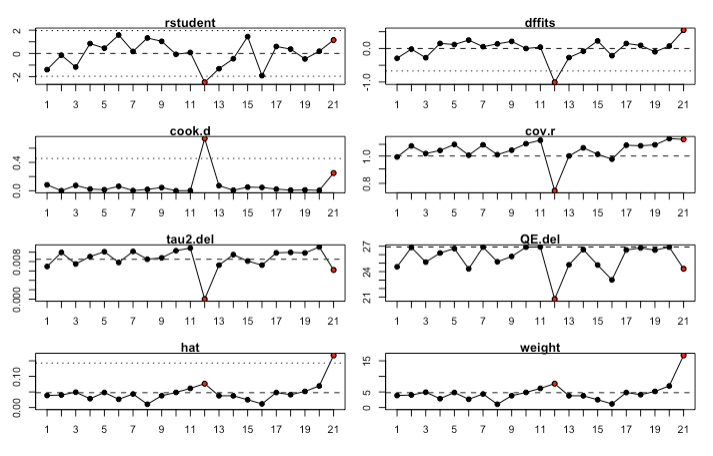 rstudent
2
0
-2
1 3 5 7 9 11 13 15 17 19 21
dffits
0.0
-1.0
1 3 5 7 9 11 13 15 17 19 21
cook.d
0.4
0.0
1 3 5 7 9 11 13 15 17 19 21
cov.r
1.0
0.8
1 3 5 7 9 11 13 15 17 19 21
tau2.del
0.008
0.000
1 3 5 7 9 11 13 15 17 19 21
QE.del
27
24
21
1 3 5 7 9 11 13 15 17 19 21
hat
0.10
0.00
1 3 5 7 9 11 13 15 17 19 21
weight
15
5
0
1 3 5 7 9 11 13 15 17 19 21